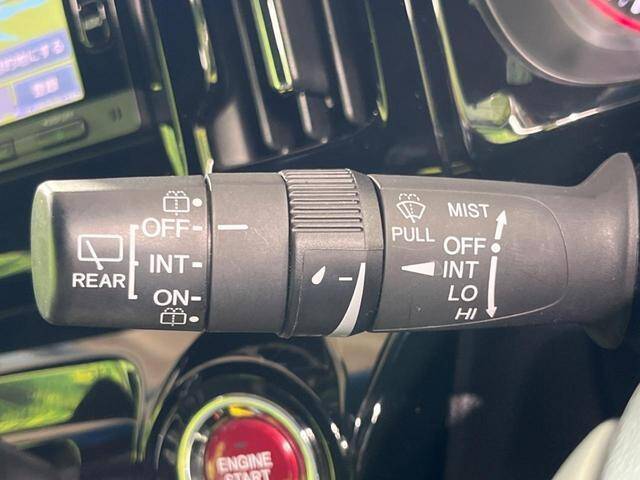 REAR
OFF
INT
ON
PULL
MIST
OFF
INT
LO
HI
ENGINE
START